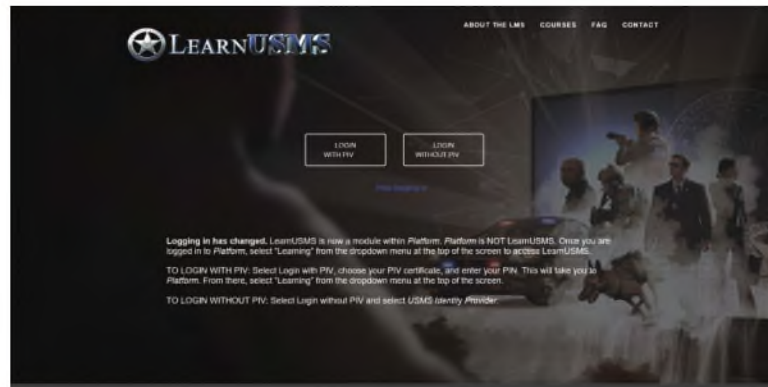 ABOUT THE LMS COURSES FAQ CONTACT
LEARNUSMS
LOGIN
WITH PIV
LOGIN
WITHOUT PIV
Logging in has changed. LearnUSMS is now a module within Platform. Platform is NOT LearnUSMS. Once you are
logged in to Platform, select "Learning" from the dropdown menu at the top of the screen to access LearnUSMS.
TO LOGIN WITH PIV: Select Login with PIV, choose your PIV certificate, and enter your PIN. This will take you to
Platform. From there, select "Learning" from the dropdown menu at the top of the screen.
TO LOGIN WITHOUT PIV: Select Login without PIV and select USMS Identity Provider.